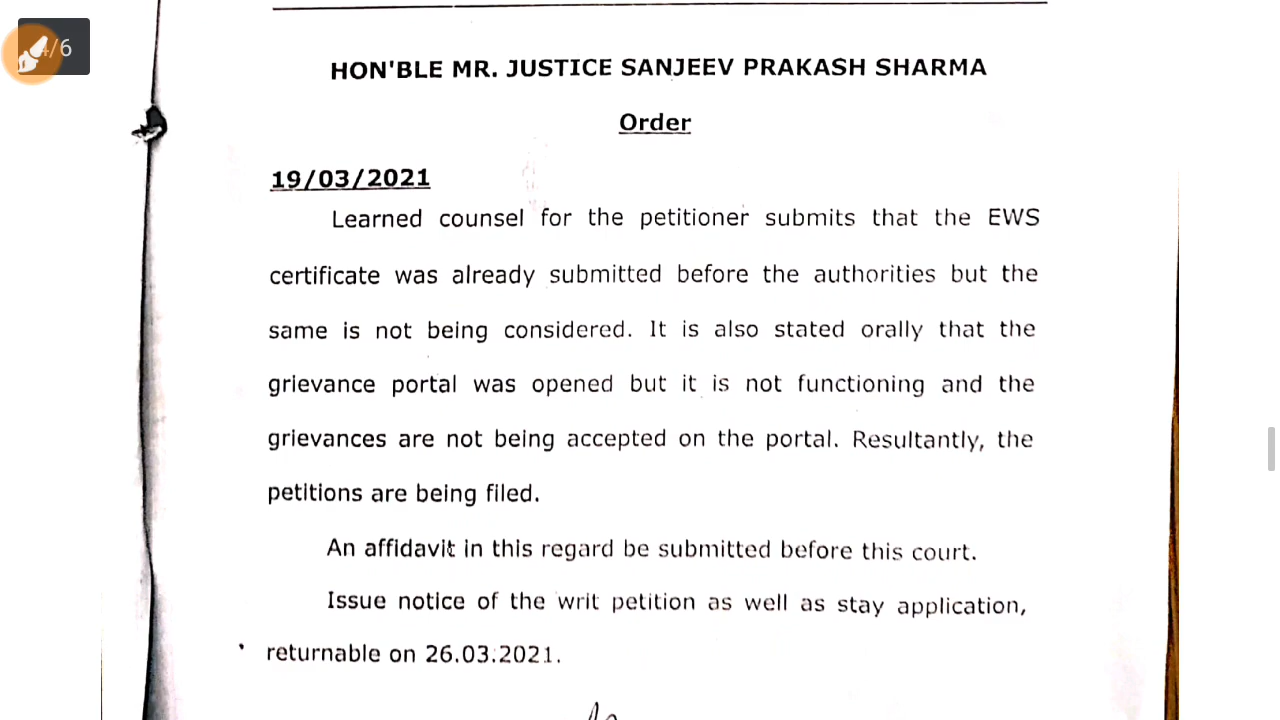 4/6
HON'BLE MR. JUSTICE SANJEEV PRAKASH SHARMA
Order
19/03/2021
Learned counsel for the petitioner submits that the EWS
certificate was already submitted before the authorities but the
same is not being considered. It is also stated orally that the
grievance portal was opened but it is not functioning and the
grievances are not being accepted on the portal. Resultantly, the
petitions are being filed.
An affidavit in this regard be submitted before this court.
Issue notice of the writ petition as well as stay application,
returnable on 26.03.2021.